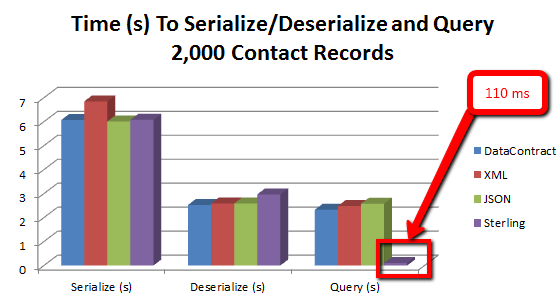 Time (s) To Serialize/Deserialize and Query
2,000 Contact Records
110 ms
7
6
5
4
3
2
1
0
DataContract
XML
JSON
Sterling
Serialize (s)
Deserialize (s)
Query (s)